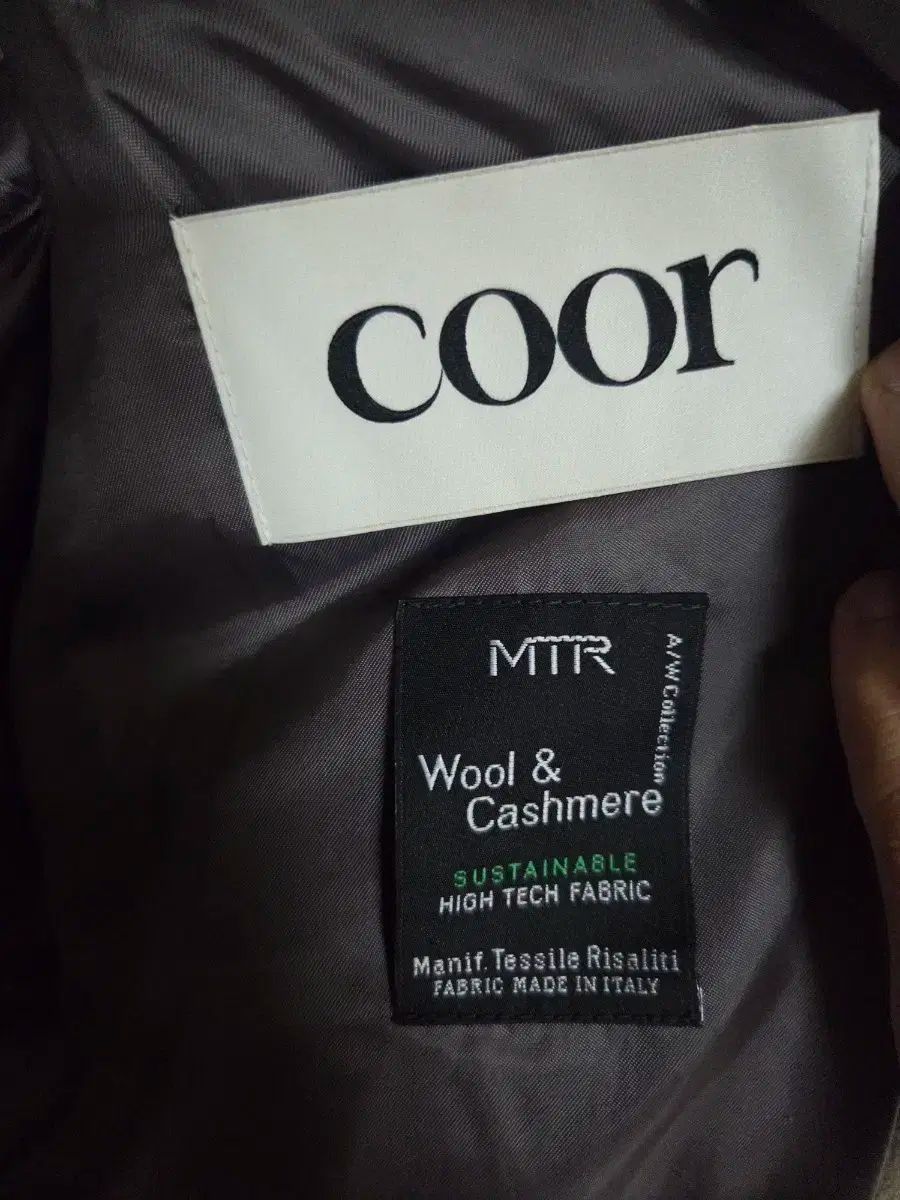 coor
MTR
A/W Collection
Wool &
Cashmere
SUSTAINABLE
HIGH TECH FABRIC
Manif. Tessile Risaliti
FABRIC MADE IN ITALY